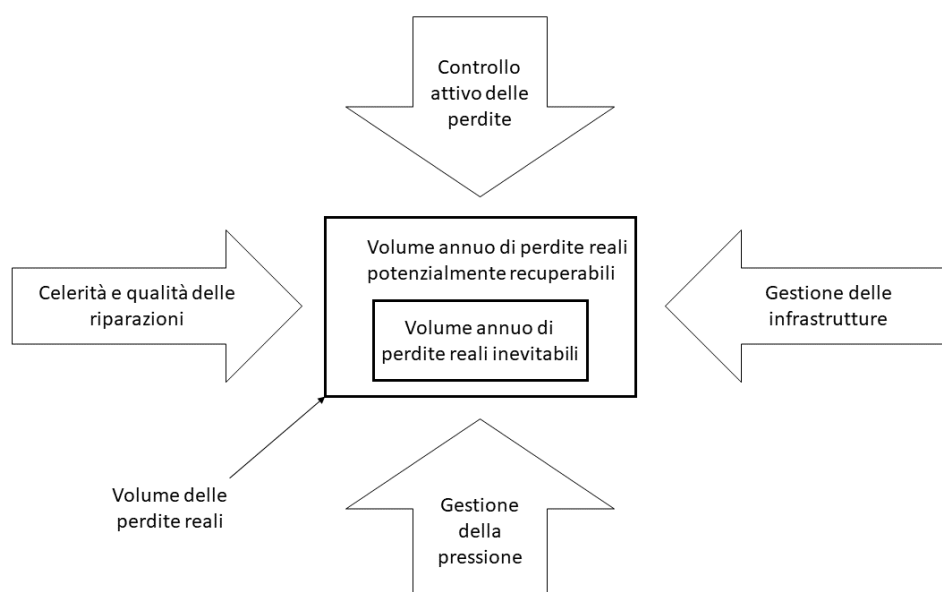 Controllo
attivo delle
perdite
Volume annuo di perdite reali
potenzialmente recuperabili
Celerità e qualità delle
riparazioni
Gestione delle
infrastrutture
Volume annuo di
perdite reali inevitabili
Volume delle
perdite reali
Gestione
della
pressione